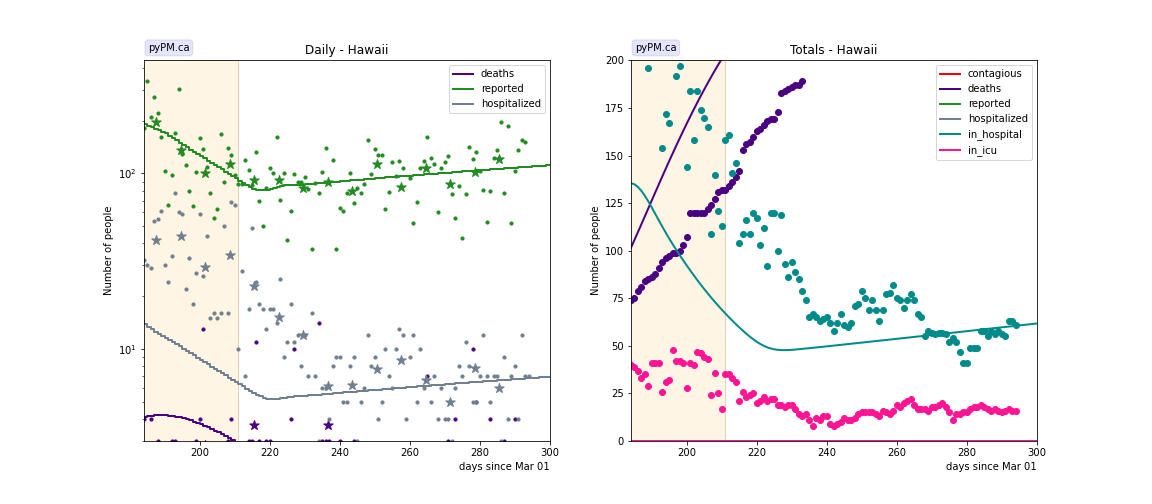 pyPM.ca
Daily - Hawaii
deaths
reported
hospitalized
Number of people
10²
10¹
200
220
240
260
280
300
days since Mar 01
pyPM.ca
Totals - Hawaii
contagious
deaths
reported
hospitalized
in_hospital
in_icu
Number of people
200
175
150
125
100
75
50
25
0
200
220
240
260
280
300
days since Mar 01